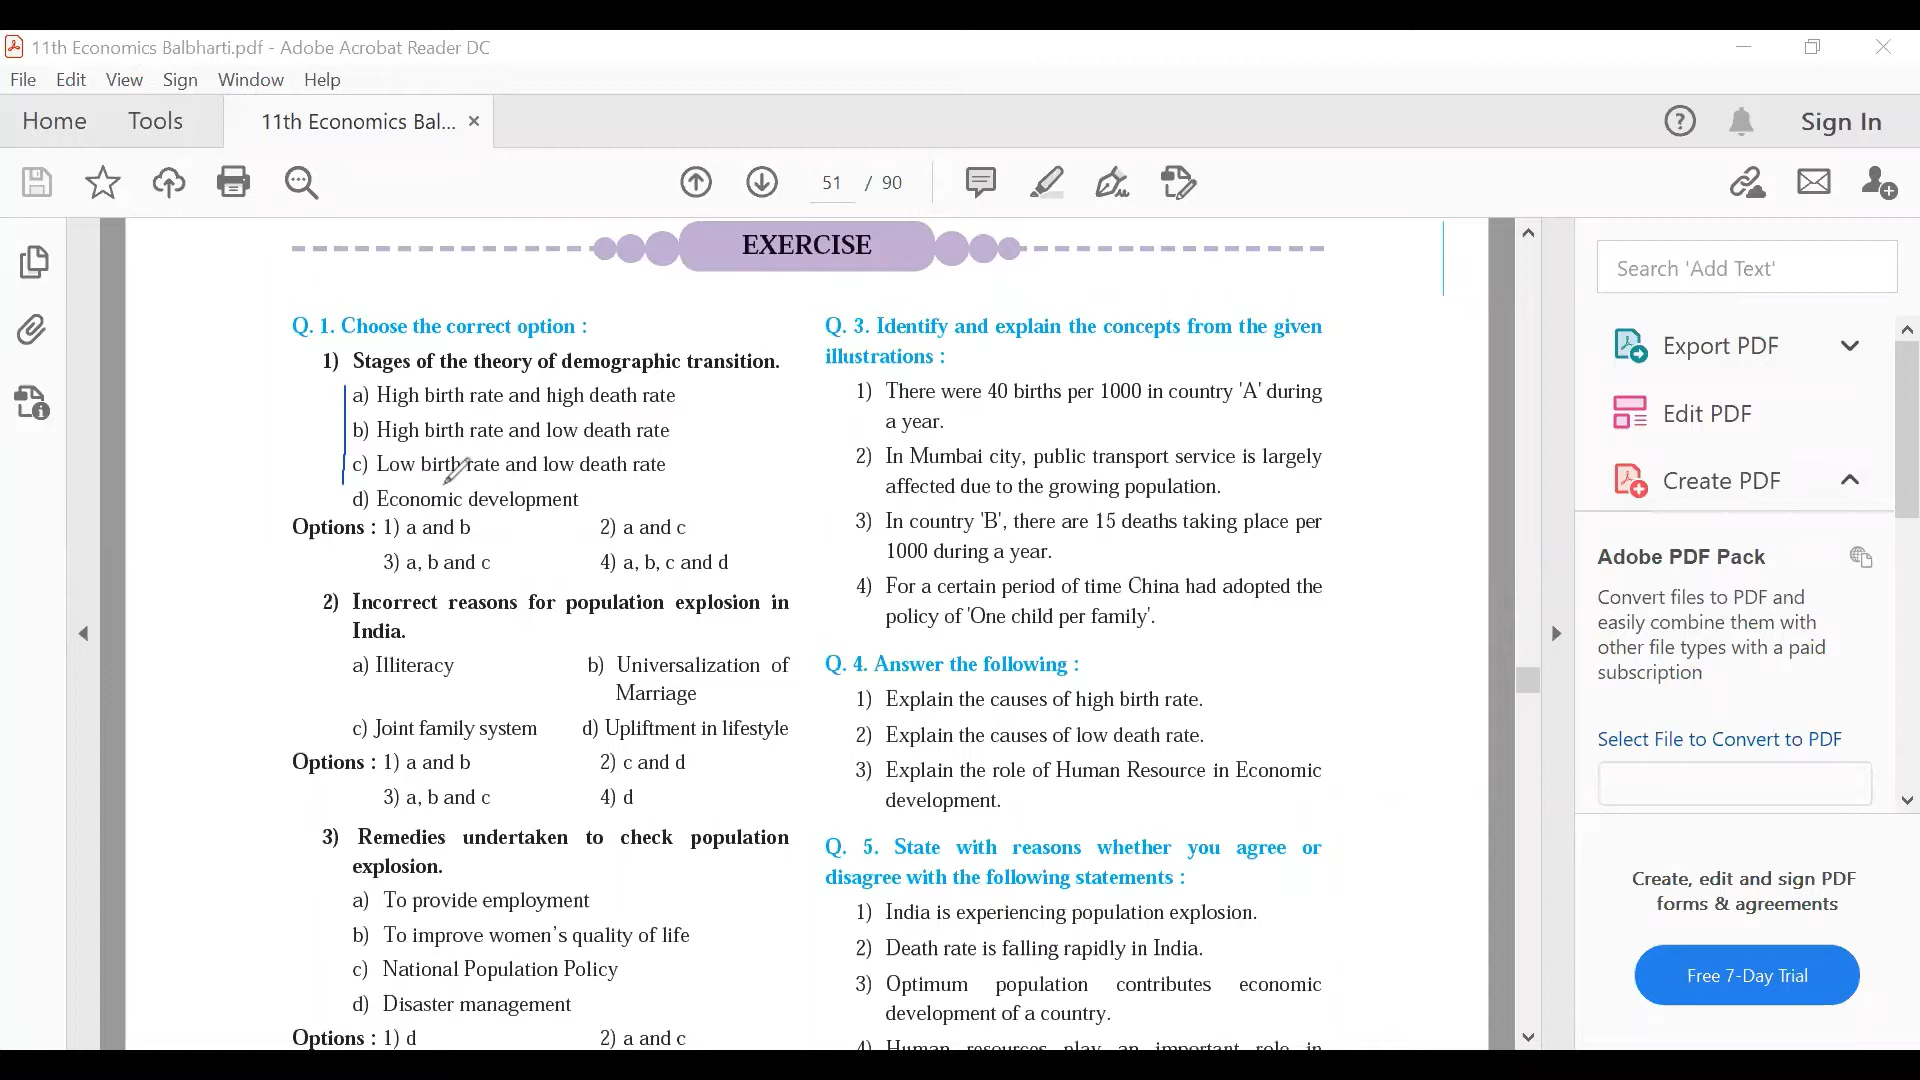 11th Economics Balbharti.pdf - Adobe Acrobat Reader DC
File Edit View Sign Window Help
Home Tools 11th Economics Bal... ×
Sign In
51 / 90
EXERCISE
Q. 1. Choose the correct option :
1) Stages of the theory of demographic transition.
a) High birth rate and high death rate
b) High birth rate and low death rate
c) Low birth rate and low death rate
d) Economic development
Options : 1) a and b 2) a and c
3) a, b and c 4) a, b, c and d
2) Incorrect reasons for population explosion in
India.
a) Illiteracy b) Universalization of
Marriage
c) Joint family system d) Upliftment in lifestyle
Options : 1) a and b 2) c and d
3) a, b and c 4) d
3) Remedies undertaken to check population
explosion.
a) To provide employment
b) To improve women's quality of life
c) National Population Policy
d) Disaster management
Options : 1) d 2) a and c
Q. 3. Identify and explain the concepts from the given
illustrations :
1) There were 40 births per 1000 in country 'A' during
a year.
2) In Mumbai city, public transport service is largely
affected due to the growing population.
3) In country 'B', there are 15 deaths taking place per
1000 during a year.
4) For a certain period of time China had adopted the
policy of 'One child per family'.
Q. 4. Answer the following :
1) Explain the causes of high birth rate.
2) Explain the causes of low death rate.
3) Explain the role of Human Resource in Economic
development.
Q. 5. State with reasons whether you agree or
disagree with the following statements :
1) India is experiencing population explosion.
2) Death rate is falling rapidly in India.
3) Optimum population contributes economic
development of a country.
4) Human resources play an important role in
Search 'Add Text'
Export PDF
Edit PDF
Create PDF
Adobe PDF Pack
Convert files to PDF and
easily combine them with
other file types with a paid
subscription
Select File to Convert to PDF
Create, edit and sign PDF
forms & agreements
Free 7-Day Trial